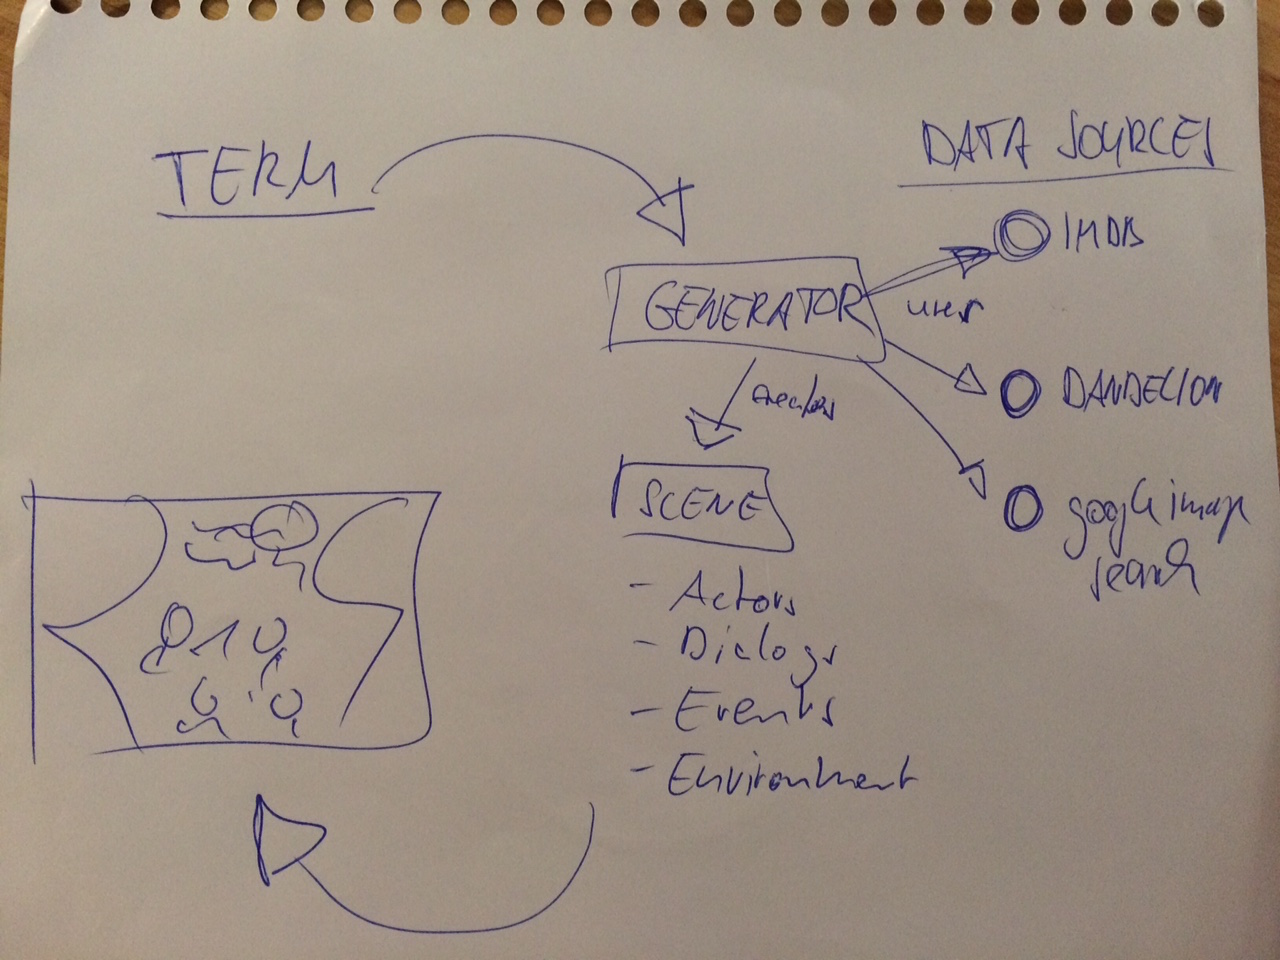 TERM
DATA SOURCES
IMDB
GENERATOR
uses
DANDELION
creates
SCENE
google image
search
- Actors
- Dialogs
- Events
- Environment